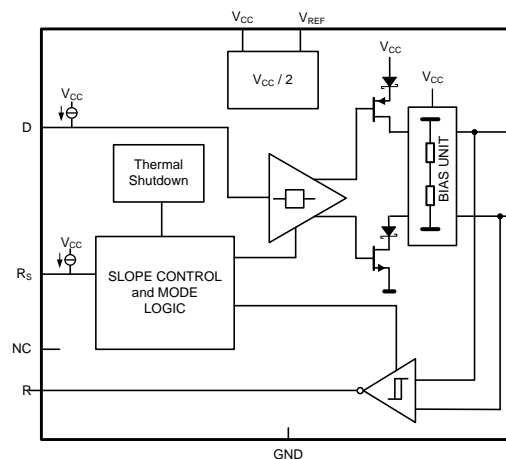 VCC VREF
VCC / 2
VCC
VCC
VCC
D
Thermal
Shutdown
BIAS UNIT
VCC
RS
SLOPE CONTROL
and MODE
LOGIC
NC
R
GND